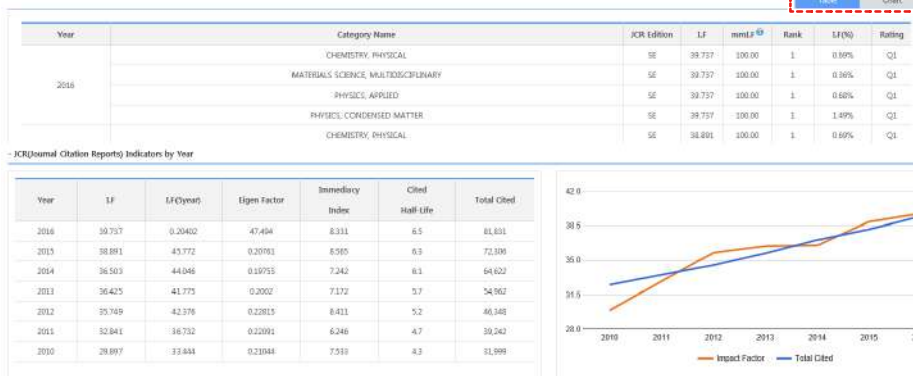 Table Chart
Year Category Name JCR Edition I.F mmI.F Rank I.F(%) Rating
2016
CHEMISTRY, PHYSICAL SE 39.737 100.00 1 0.69% Q1
MATERIALS SCIENCE, MULTIDISCIPLINARY SE 39.737 100.00 1 0.36% Q1
PHYSICS, APPLIED SE 39.737 100.00 1 0.68% Q1
PHYSICS, CONDENSED MATTER SE 39.737 100.00 1 1.49% Q1
CHEMISTRY, PHYSICAL SE 38.891 100.00 1 0.69% Q1
- JCR(Journal Citation Reports) Indicators by Year
Year I.F I.F(5year) Eigen Factor Immediacy Index Cited Half-Life Total Cited
2016 39.737 0.20402 47.494 8.331 6.5 81,831
2015 38.891 45.772 0.20761 8.565 6.3 72,306
2014 36.503 44.046 0.19755 7.242 6.1 64,622
2013 36.425 41.775 0.2002 7.172 5.7 54,962
2012 35.749 42.376 0.22815 8.411 5.2 46,348
2011 32.841 36.732 0.22091 6.246 4.7 39,242
2010 29.897 33.444 0.21044 7.533 4.3 31,999
42.0
38.5
35.0
31.5
28.0
2010 2011 2012 2013 2014 2015
Impact Factor Total Cited